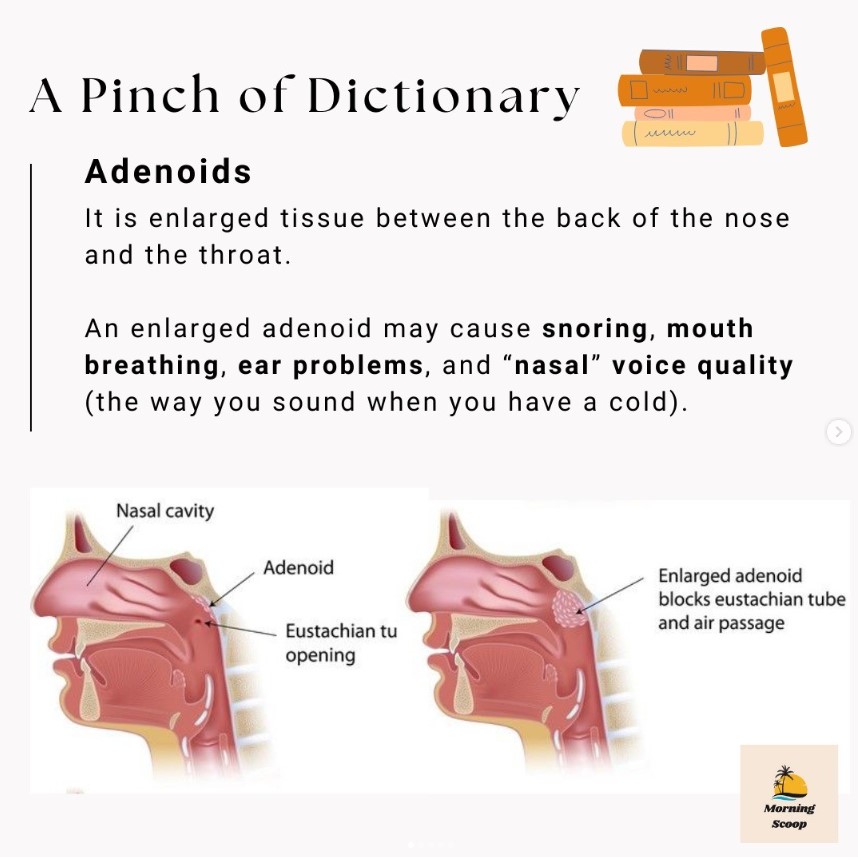 A Pinch of Dictionary
Adenoids
It is enlarged tissue between the back of the nose
and the throat.
An enlarged adenoid may cause snoring, mouth
breathing, ear problems, and “nasal” voice quality
(the way you sound when you have a cold).
Nasal cavity
Adenoid
Eustachian tu
opening
Enlarged adenoid
blocks eustachian tube
and air passage
Morning
Scoop